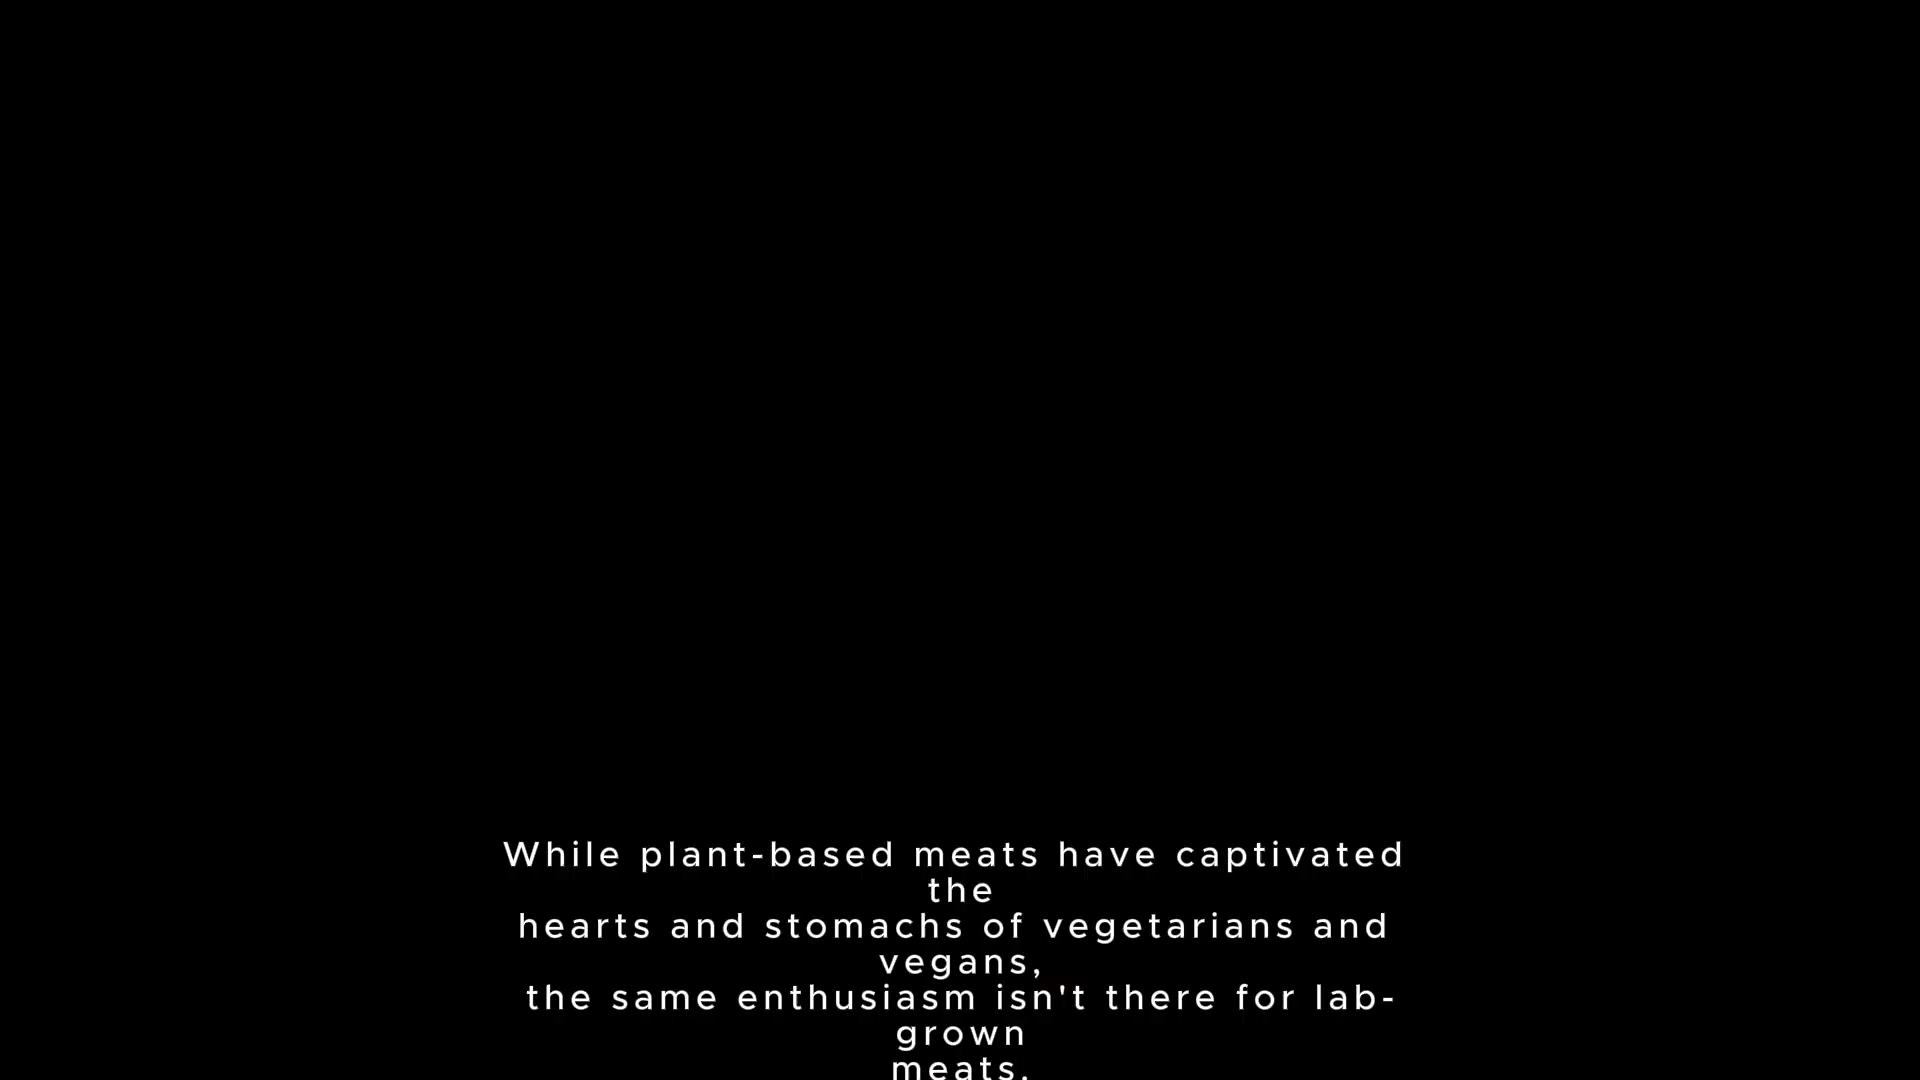 While plant-based meats have captivated
the
hearts and stomachs of vegetarians and
vegans,
the same enthusiasm isn't there for lab-
grown
meats.